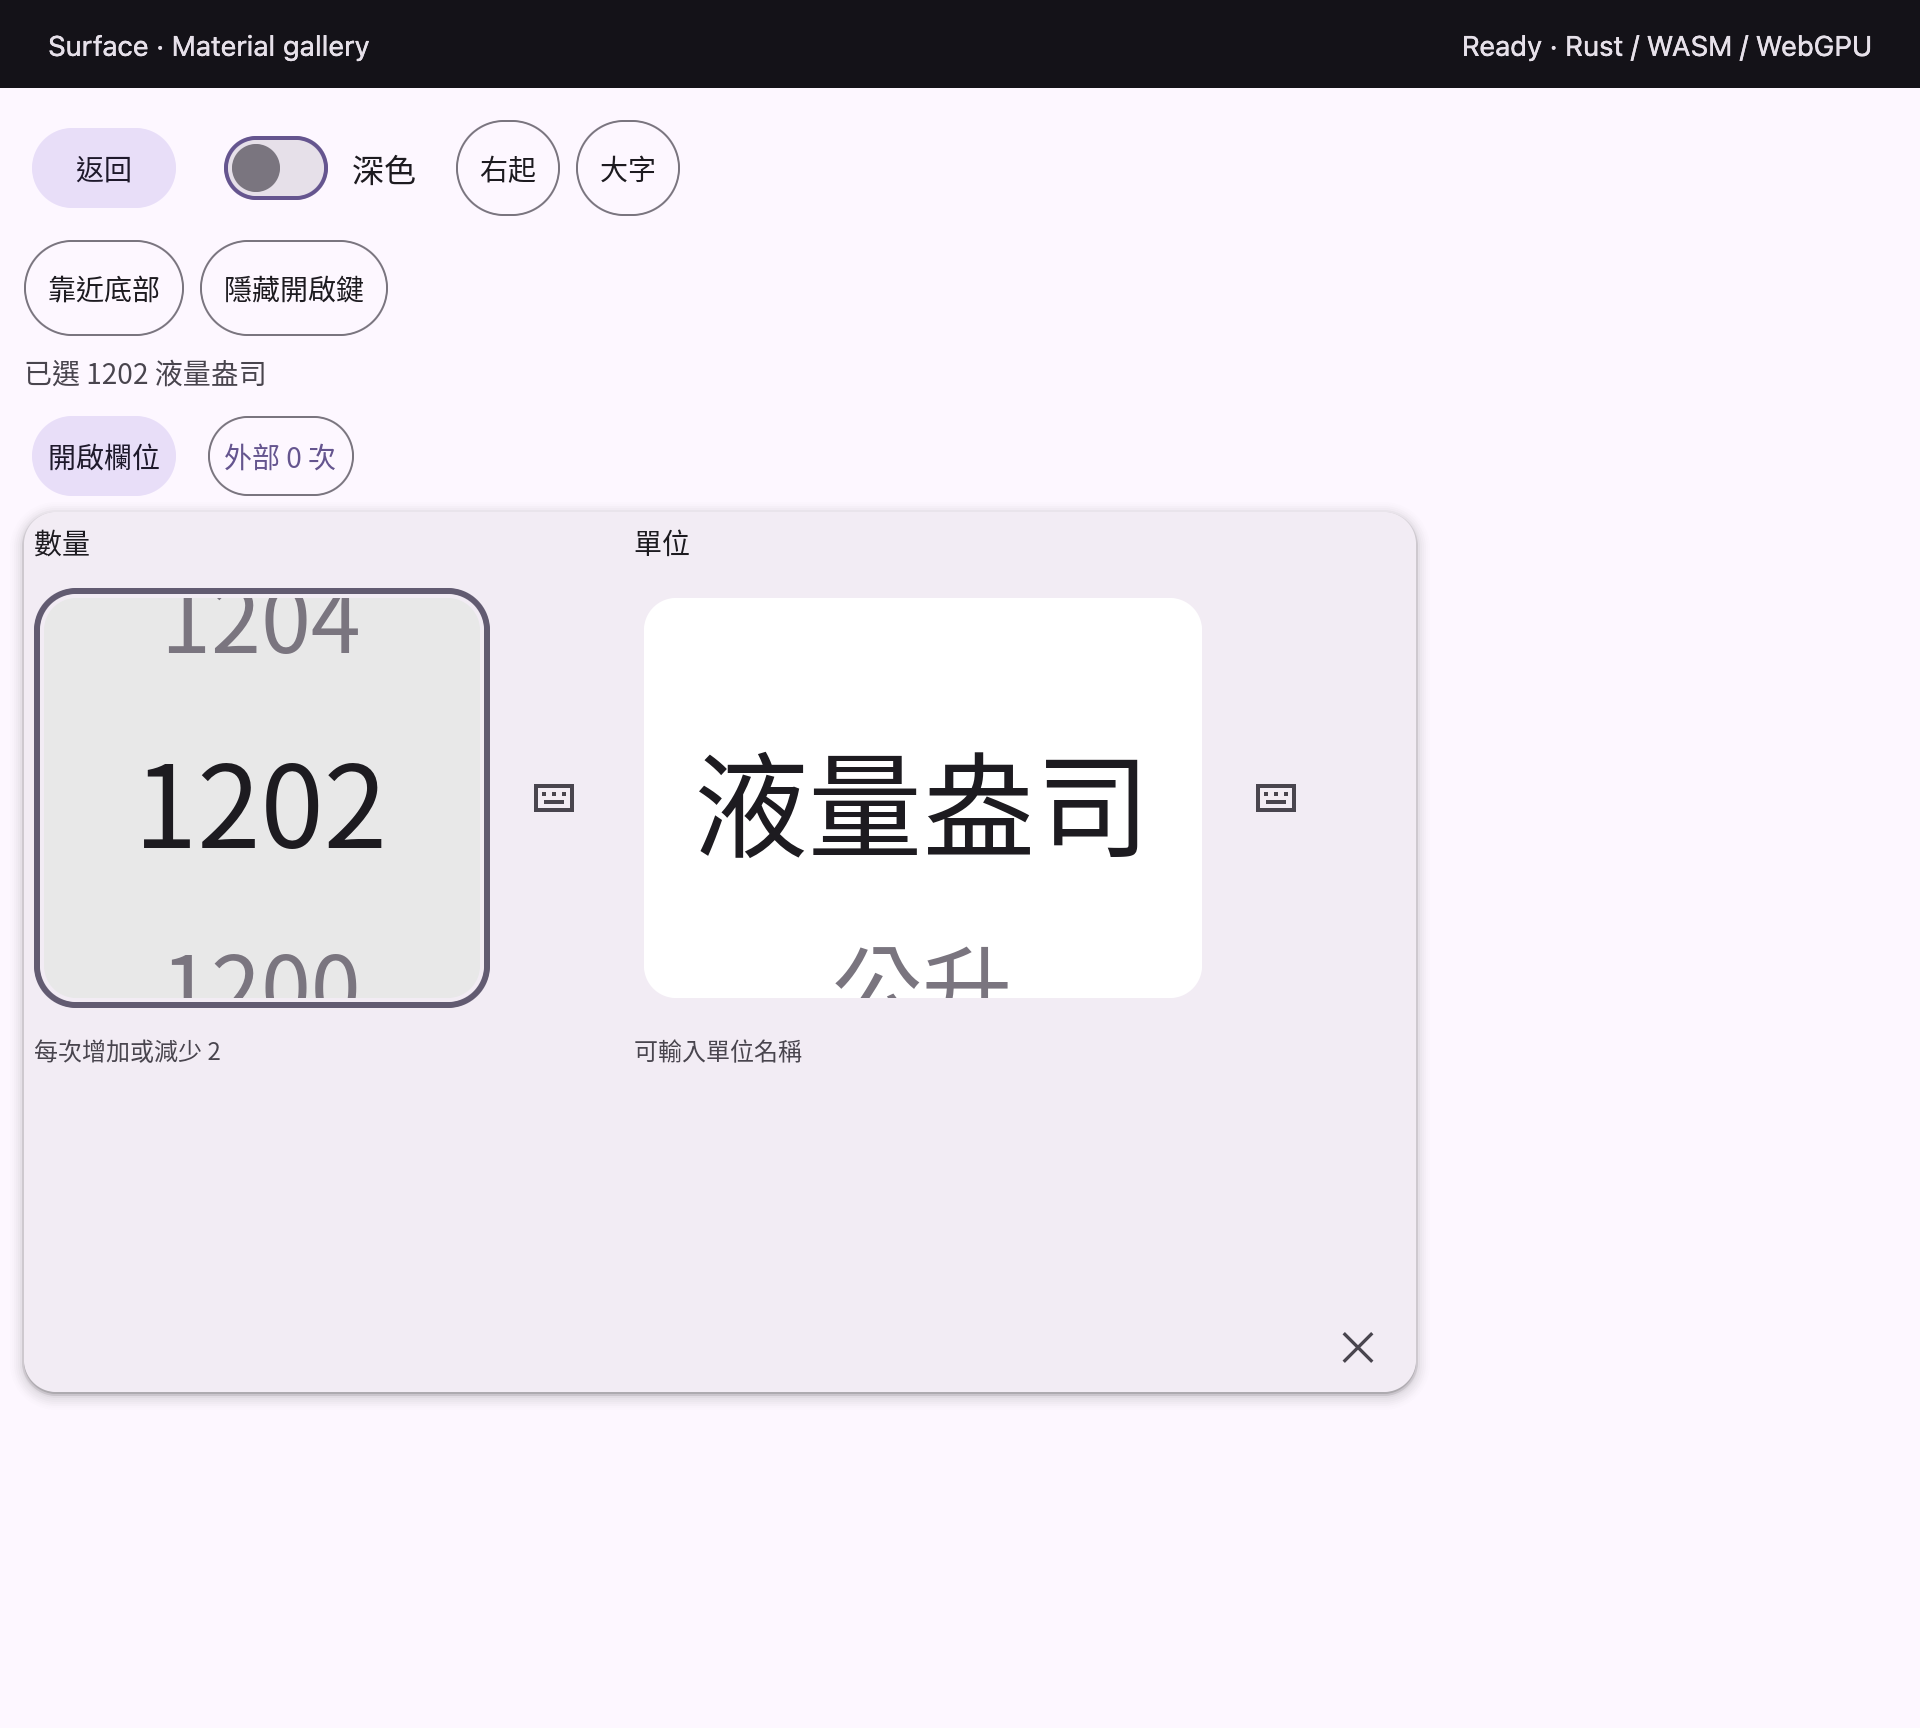 Surface · Material gallery
Ready · Rust / WASM / WebGPU
返回
深色
右起
大字
靠近底部
隱藏開啟鍵
已選 1202 液量盎司
開啟欄位
外部 0 次
數量
單位
1204
1202
液量盎司
1200
公升
每次增加或減少 2
可輸入單位名稱